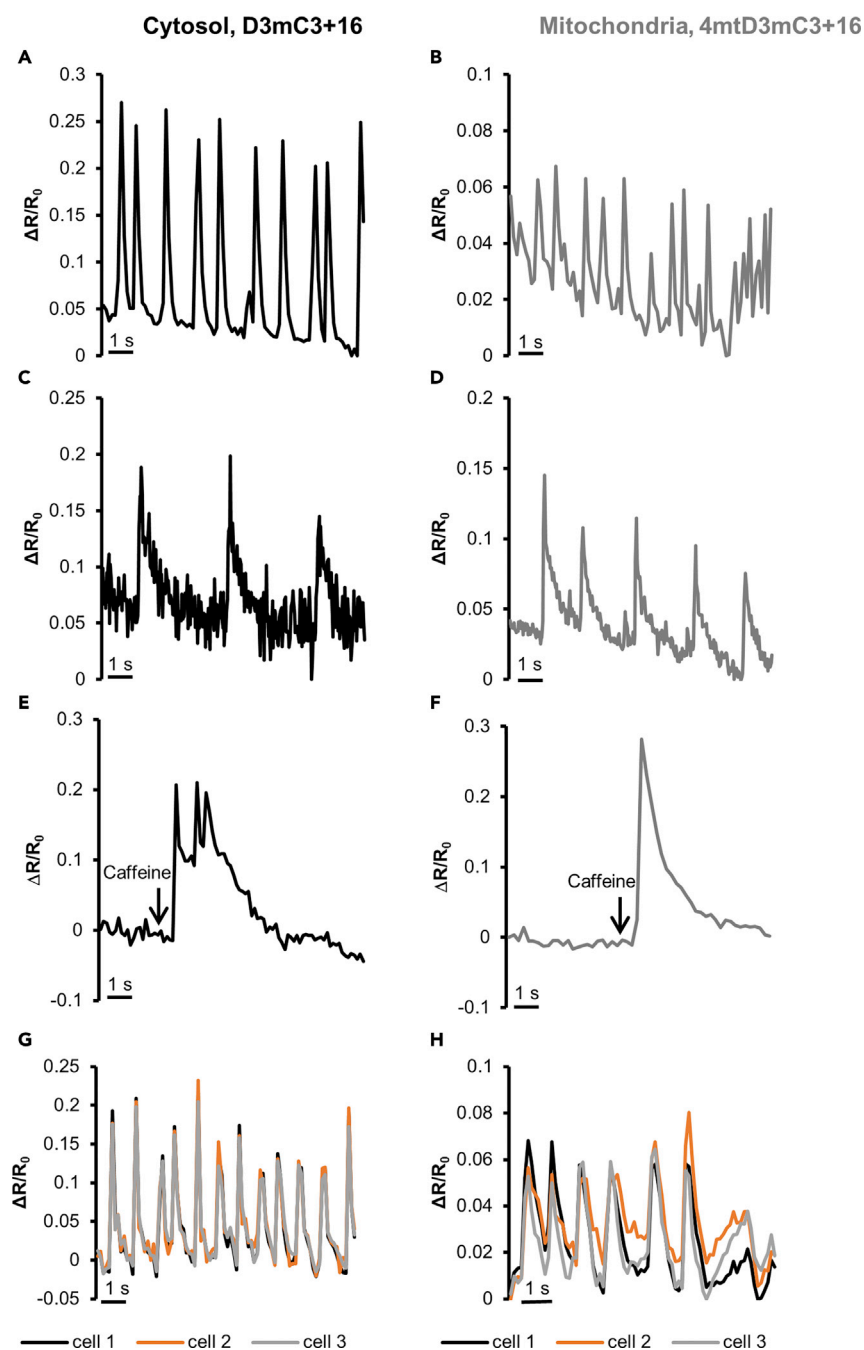 Cytosol, D3mC3+16
Mitochondria, 4mtD3mC3+16
A
0.3
0.25
0.2
0.15
0.1
0.05
0
ΔR/R0
1 s
B
0.1
0.08
0.06
0.04
0.02
0
ΔR/R0
1 s
C
0.25
0.2
0.15
0.1
0.05
0
ΔR/R0
1 s
D
0.2
0.15
0.1
0.05
0
ΔR/R0
1 s
E
0.3
0.2
0.1
0
-0.1
ΔR/R0
Caffeine
1 s
F
0.3
0.2
0.1
0
-0.1
ΔR/R0
Caffeine
1 s
G
0.25
0.2
0.15
0.1
0.05
0
-0.05
ΔR/R0
1 s
H
0.1
0.08
0.06
0.04
0.02
0
ΔR/R0
1 s
cell 1 cell 2 cell 3
cell 1 cell 2 cell 3